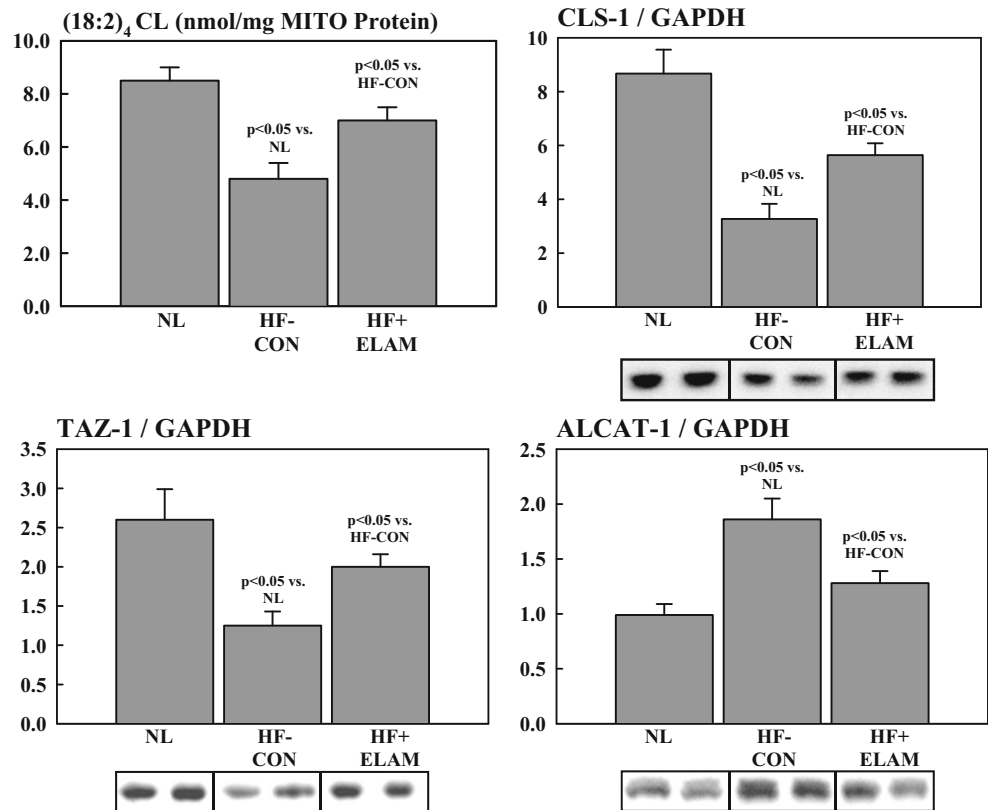 (18:2)4 CL (nmol/mg MITO Protein)
10.0
8.0
6.0
4.0
2.0
0.0
p<0.05 vs.
NL
p<0.05 vs.
HF-CON
NL
HF-
CON
HF+
ELAM
CLS-1 / GAPDH
10
8
6
4
2
0
p<0.05 vs.
NL
p<0.05 vs.
HF-CON
NL
HF-
CON
HF+
ELAM
TAZ-1 / GAPDH
3.5
3.0
2.5
2.0
1.5
1.0
0.5
0.0
p<0.05 vs.
NL
p<0.05 vs.
HF-CON
NL
HF-
CON
HF+
ELAM
ALCAT-1 / GAPDH
2.5
2.0
1.5
1.0
0.5
0.0
p<0.05 vs.
NL
p<0.05 vs.
HF-CON
NL
HF-
CON
HF+
ELAM